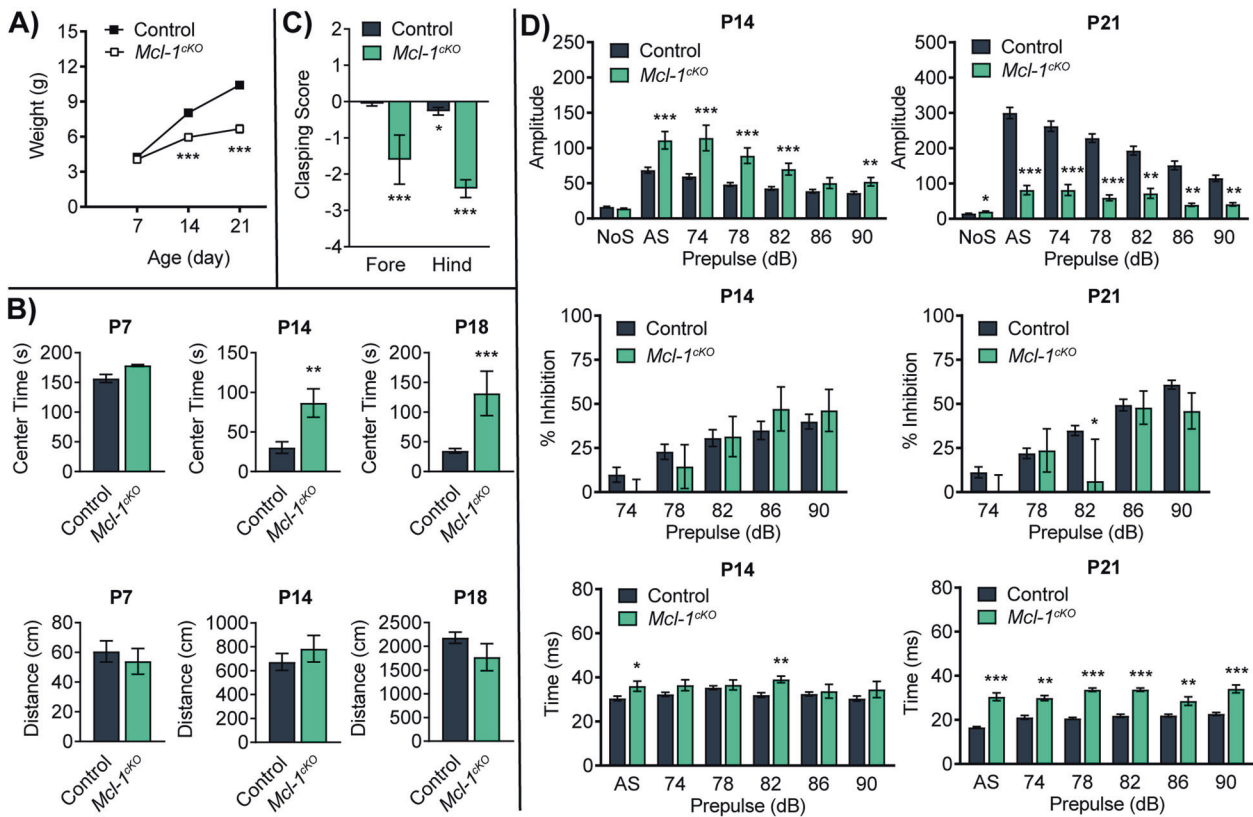 A)
Control
Mcl-1cKO
Weight (g)
15
12
9
6
3
0
***
***
7 14 21
Age (day)
C)
Control
Mcl-1cKO
Clasping Score
2
1
0
-1
-2
-3
-4
***
*
***
Fore Hind
B)
P7
Center Time (s)
200
150
100
50
0
Control
Mcl-1cKO
P14
Center Time (s)
150
100
50
0
**
Control
Mcl-1cKO
P18
Center Time (s)
200
150
100
50
0
***
Control
Mcl-1cKO
P7
Distance (cm)
80
60
40
20
0
Control
Mcl-1cKO
P14
Distance (cm)
1000
800
600
400
200
0
Control
Mcl-1cKO
P18
Distance (cm)
2500
2000
1500
1000
500
0
Control
Mcl-1cKO
D)
P14
Control
Mcl-1cKO
Amplitude
250
200
150
100
50
0
*** *** *** *** **
NoS AS 74 78 82 86 90
Prepulse (dB)
P21
Control
Mcl-1cKO
Amplitude
500
400
300
200
100
0
* *** *** *** ** ** **
NoS AS 74 78 82 86 90
Prepulse (dB)
P14
Control
Mcl-1cKO
% Inhibition
100
75
50
25
0
74 78 82 86 90
Prepulse (dB)
P21
Control
Mcl-1cKO
% Inhibition
100
75
50
25
0
*
74 78 82 86 90
Prepulse (dB)
P14
Control
Mcl-1cKO
Time (ms)
80
60
40
20
0
* **
AS 74 78 82 86 90
Prepulse (dB)
P21
Control
Mcl-1cKO
Time (ms)
80
60
40
20
0
*** ** *** *** ** ***
AS 74 78 82 86 90
Prepulse (dB)